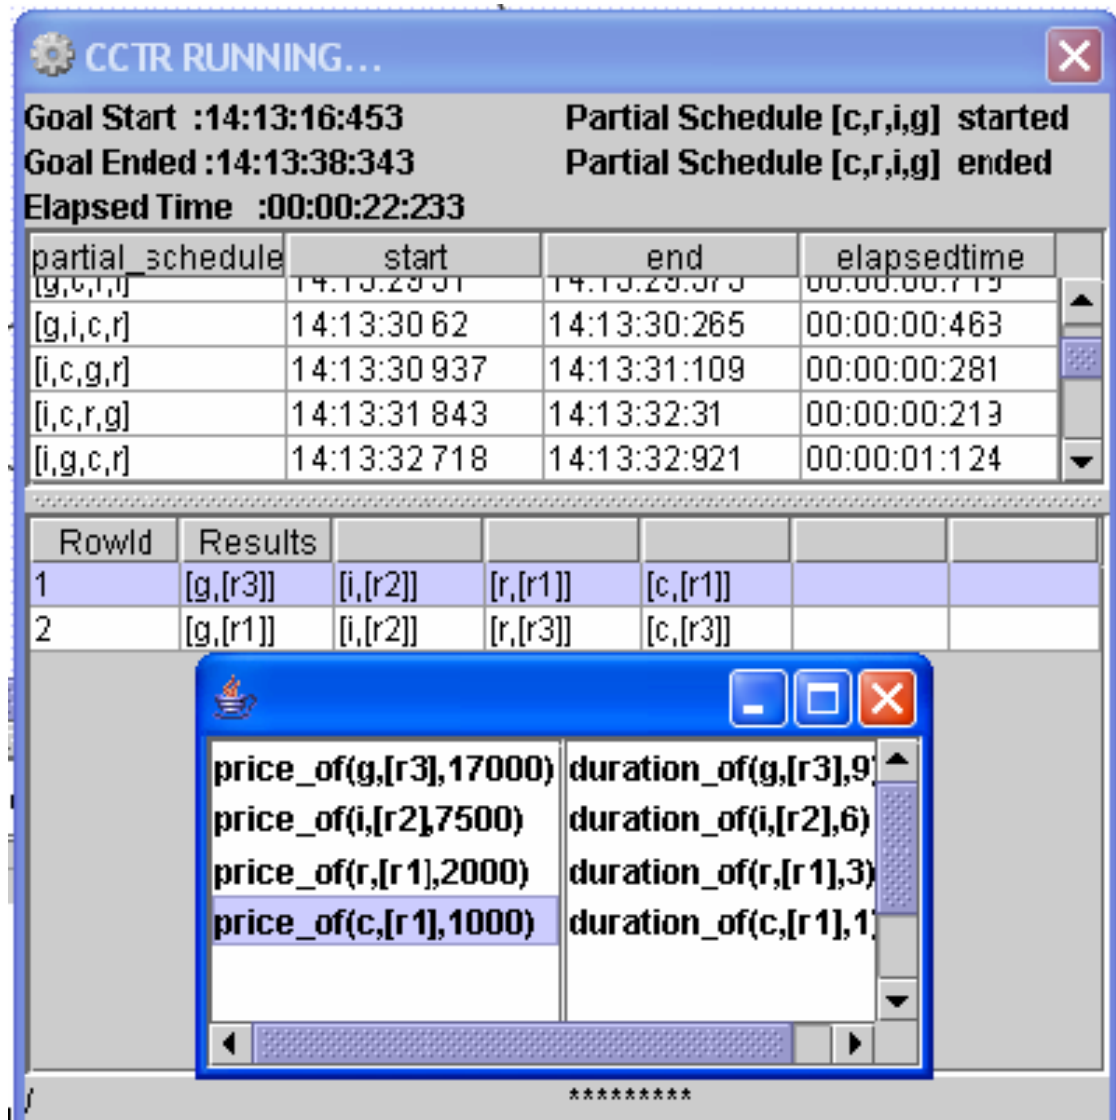 CCTR RUNNING...
Goal Start :14:13:16:453 Partial Schedule [c,r,i,g] started
Goal Ended :14:13:38:343 Partial Schedule [c,r,i,g] ended
Elapsed Time :00:00:22:233
partial_schedule start end elapsedtime
[g,i,c,r] 14:13:30 62 14:13:30:265 00:00:00:463
[i,c,g,r] 14:13:30 937 14:13:31:109 00:00:00:281
[i,c,r,g] 14:13:31 843 14:13:32:31 00:00:00:219
[i,g,c,r] 14:13:32 718 14:13:32:921 00:00:01:124
RowId Results
1 [g,[r3]] [i,[r2]] [r,[r1]] [c,[r1]]
2 [g,[r1]] [i,[r2]] [r,[r3]] [c,[r3]]
price_of(g,[r3],17000) duration_of(g,[r3],9)
price_of(i,[r2],7500) duration_of(i,[r2],6)
price_of(r,[r1],2000) duration_of(r,[r1],3)
price_of(c,[r1],1000) duration_of(c,[r1],1)
/ *********